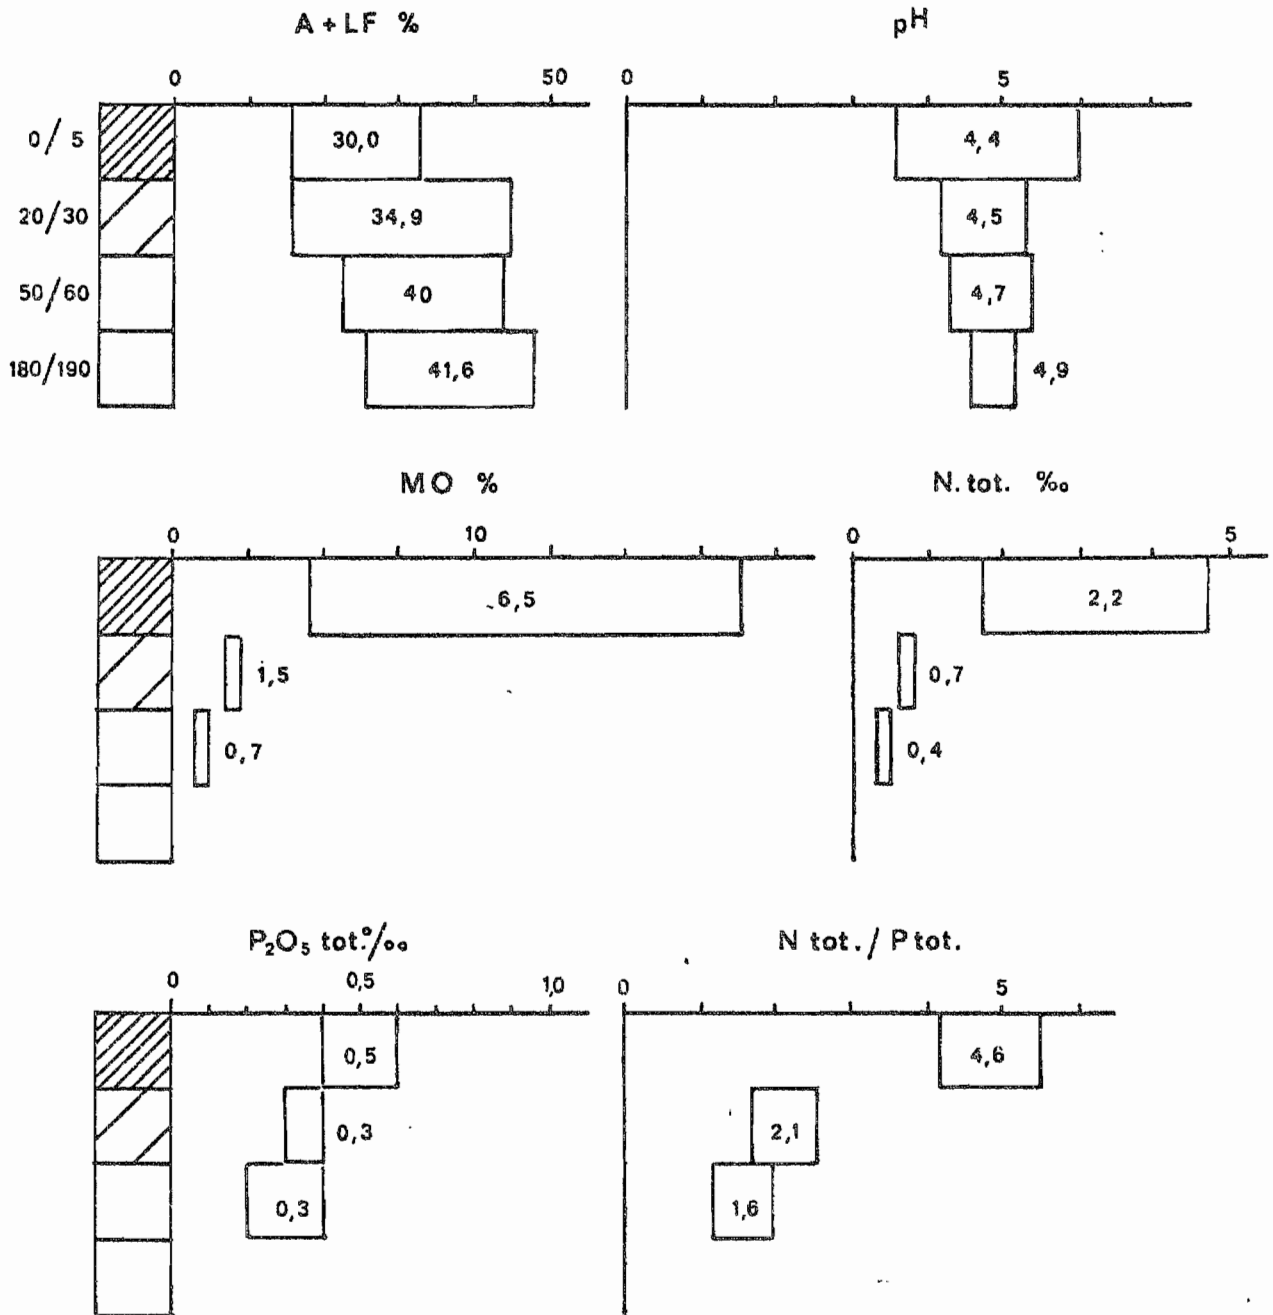 A + LF %
pH
0 50 0 5
0/5 30,0 4,4
20/30 34,9 4,5
50/60 40 4,7
180/190 41,6 4,9
MO %
N. tot. ‰
0 10 0 5
6,5 2,2
1,5 0,7
0,7 0,4
P₂O₅ tot. ‰
N tot. / P tot.
0 0,5 1,0 0 5
0,5 4,6
0,3 2,1
0,3 1,6